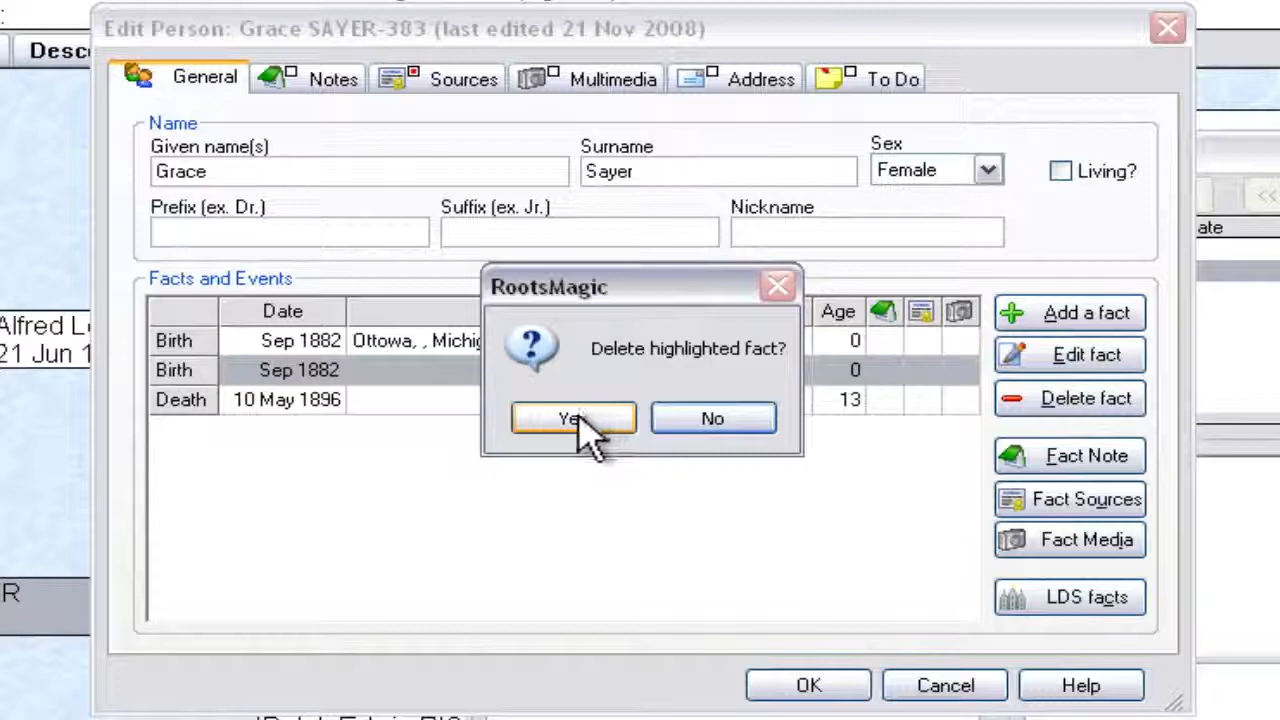 Edit Person: Grace SAYER-383 (last edited 21 Nov 2008)
General
Notes
Sources
Multimedia
Address
To Do
Name
Given name(s)
Surname
Sex
Grace
Sayer
Female
Living?
Prefix (ex. Dr.)
Suffix (ex. Jr.)
Nickname
Facts and Events
Date
Age
Birth Sep 1882 Ottowa, , Michig 0
Birth Sep 1882 0
Death 10 May 1896 13
RootsMagic
Delete highlighted fact?
Yes
No
Add a fact
Edit fact
Delete fact
Fact Note
Fact Sources
Fact Media
LDS facts
OK
Cancel
Help
Desc
Alfred L
21 Jun 1
R
ate